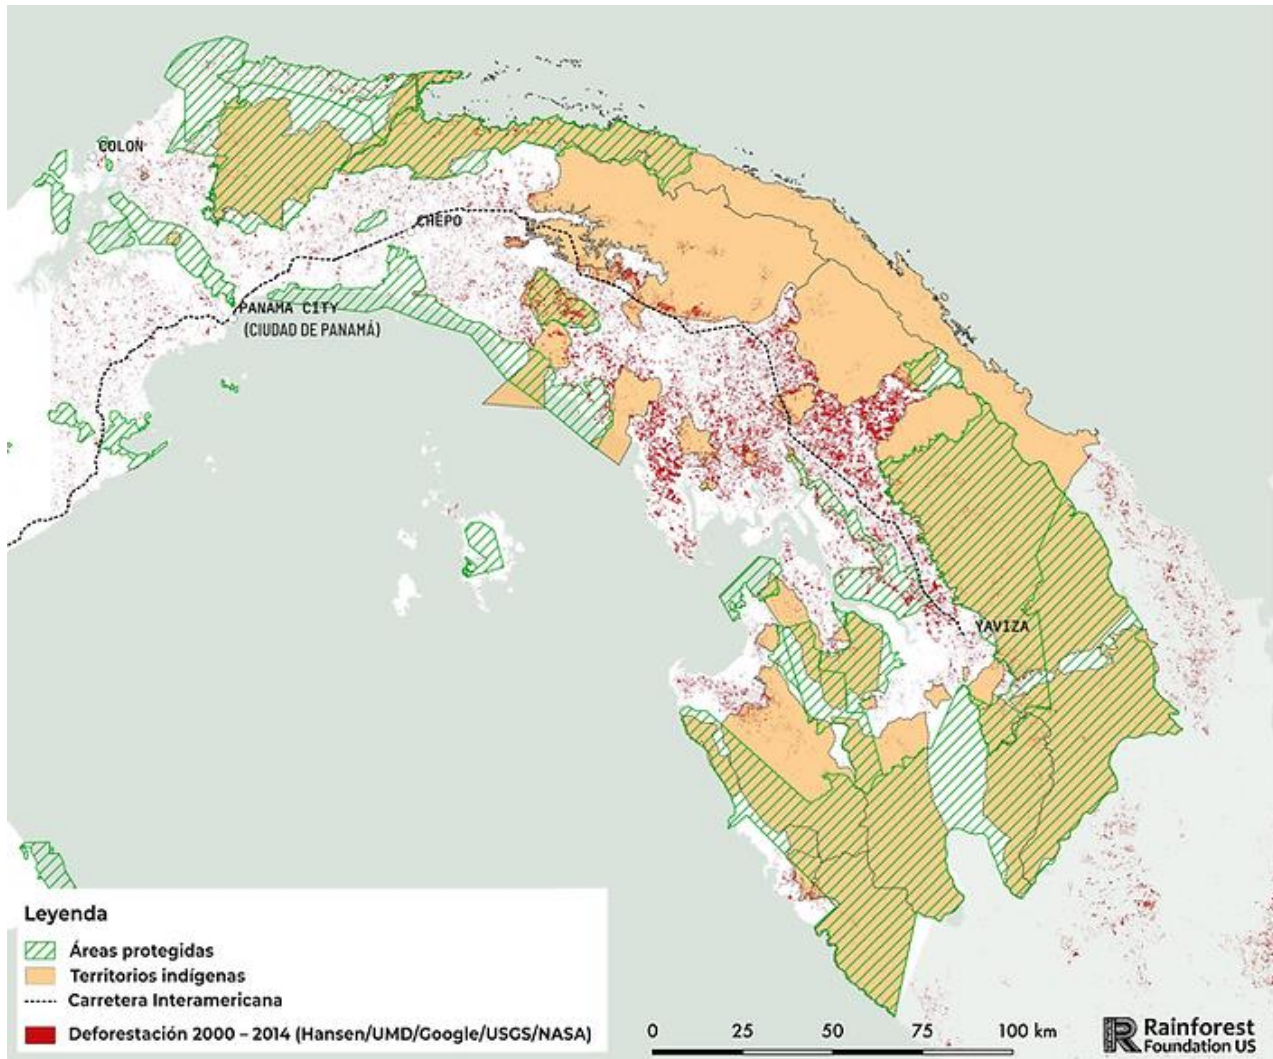 COLON
CHEPO
PANAMA CITY
(CIUDAD DE PANAMÁ)
YAVIZA
Leyenda
Áreas protegidas
Territorios indígenas
Carretera Interamericana
Deforestación 2000 – 2014 (Hansen/UMD/Google/USGS/NASA)
0 25 50 75 100 km
Rainforest
Foundation US